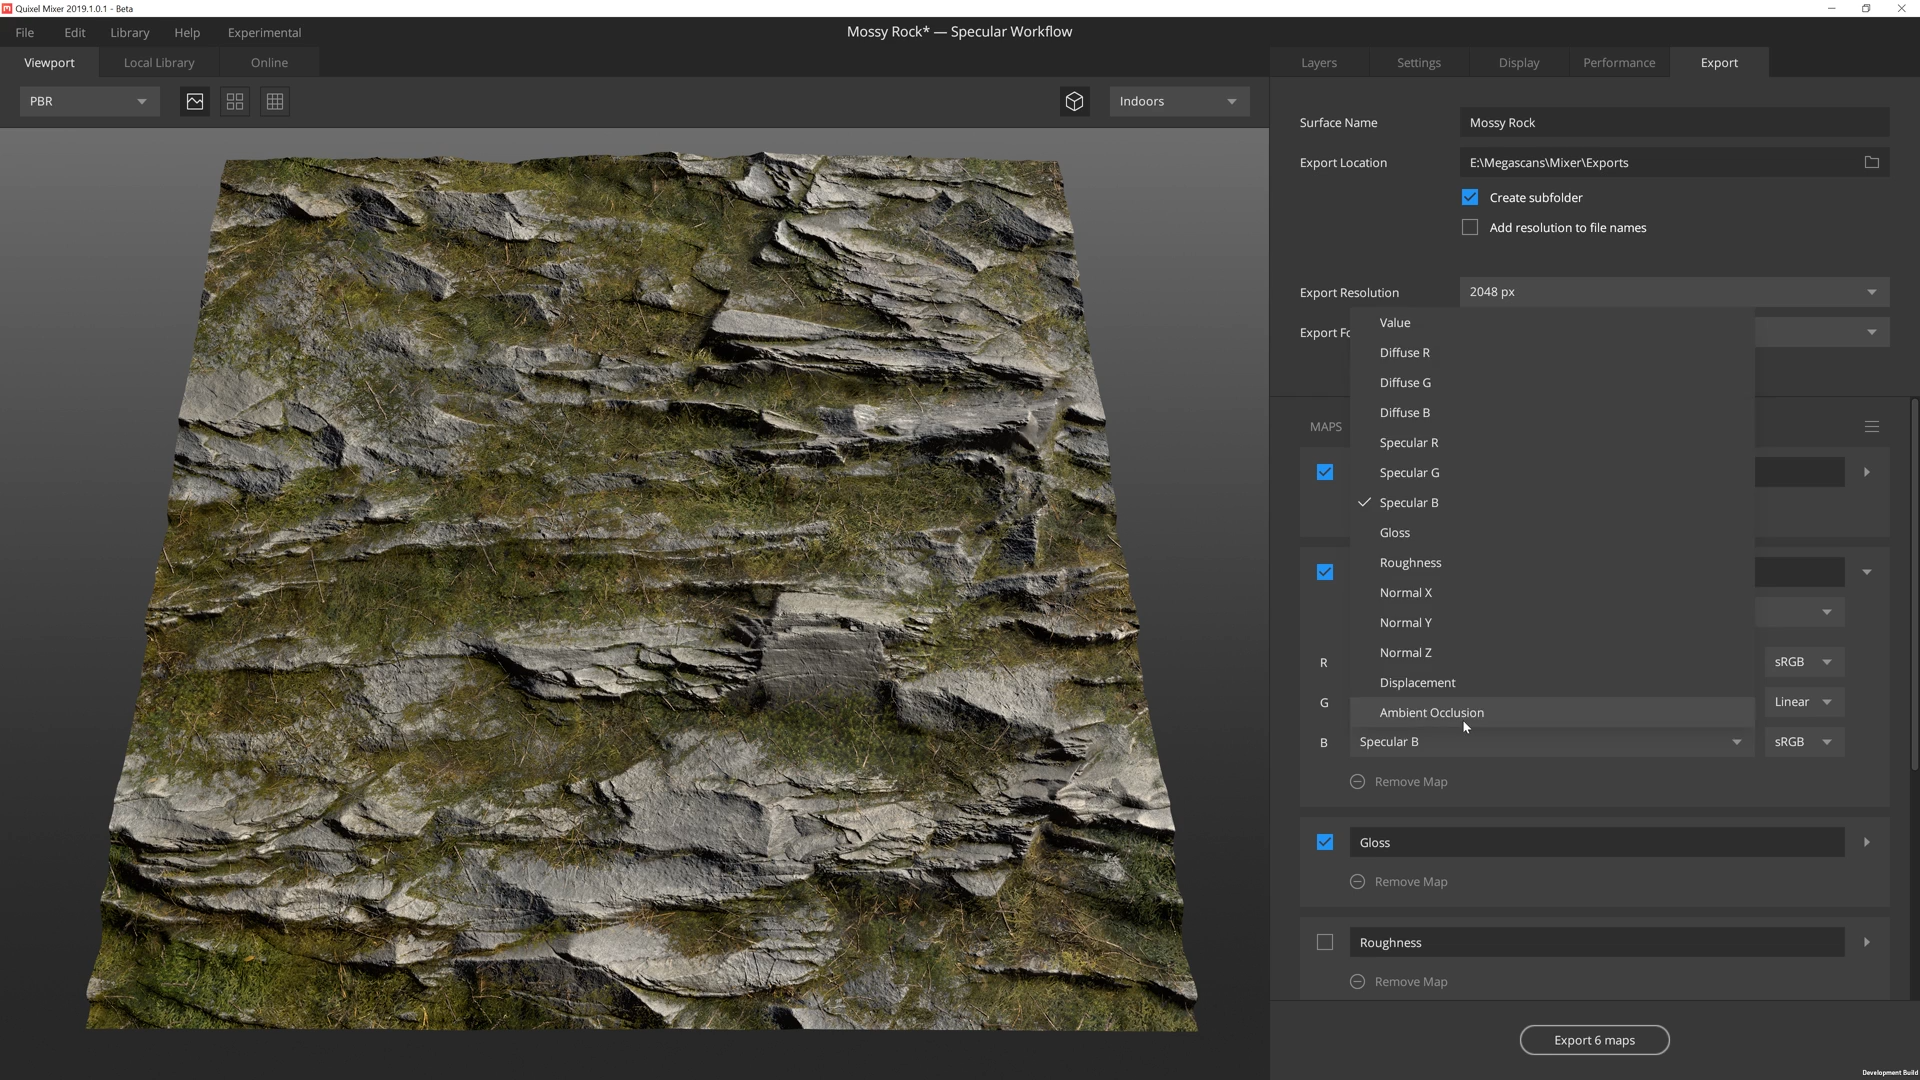 Quixel Mixer 2019.1.0.1 - Beta
File Edit Library Help Experimental
Mossy Rock* — Specular Workflow
Viewport Local Library Online
Layers Settings Display Performance Export
PBR
Indoors
Surface Name Mossy Rock
Export Location E:\Megascans\Mixer\Exports
Create subfolder
Add resolution to file names
Export Resolution 2048 px
Export Fo
Value
Diffuse R
Diffuse G
Diffuse B
MAPS
Specular R
Specular G
Specular B
Gloss
Roughness
Normal X
Normal Y
Normal Z
R sRGB
Displacement
G Linear
Ambient Occlusion
B Specular B sRGB
Remove Map
Gloss
Remove Map
Roughness
Remove Map
Export 6 maps
Development Build